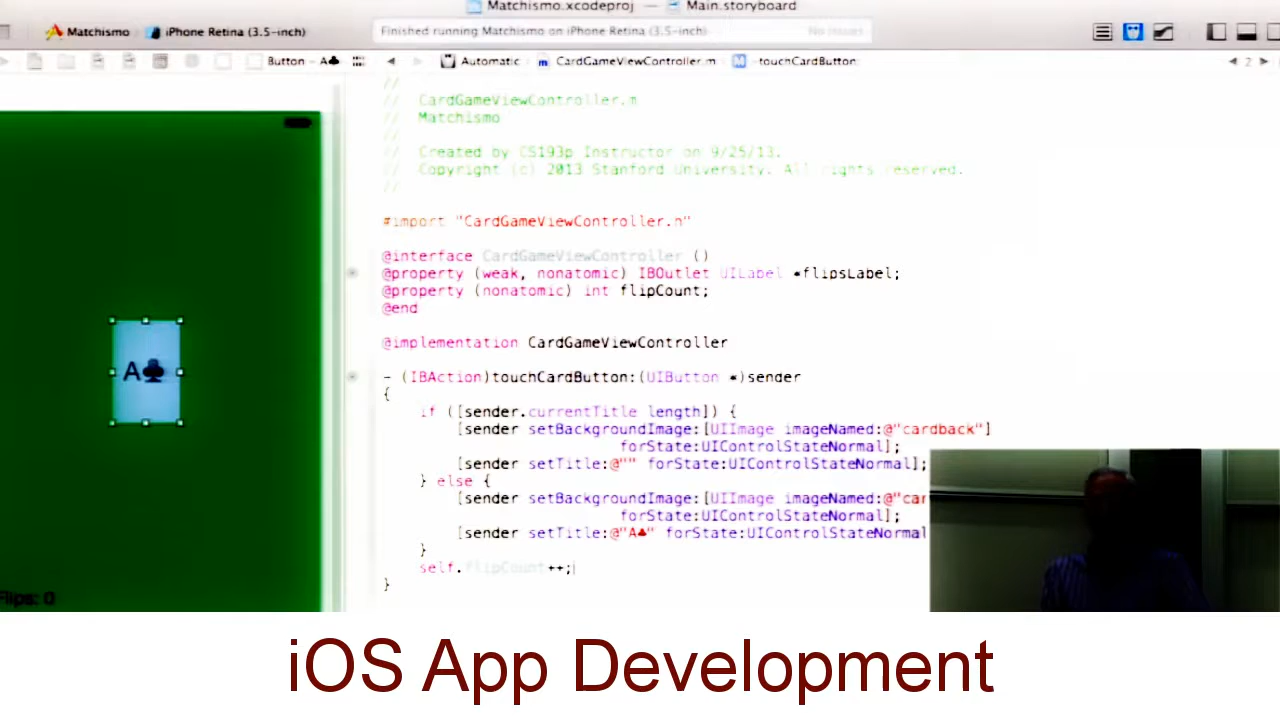 Matchismo.xcodeproj — Main.storyboard
Matchismo iPhone Retina (3.5-inch) Finished running Matchismo on iPhone Retina (3.5-inch) No Issues
Button - A♣ Automatic CardGameViewController.m -touchCardButton: 2
//
// CardGameViewController.m
// Matchismo
//
// Created by CS193p Instructor on 9/25/13.
// Copyright (c) 2013 Stanford University. All rights reserved.
//
#import "CardGameViewController.h"
@interface CardGameViewController ()
@property (weak, nonatomic) IBOutlet UILabel *flipsLabel;
@property (nonatomic) int flipCount;
@end
@implementation CardGameViewController
- (IBAction)touchCardButton:(UIButton *)sender
{
if ([sender.currentTitle length]) {
[sender setBackgroundImage:[UIImage imageNamed:@"cardback"]
forState:UIControlStateNormal];
[sender setTitle:@"" forState:UIControlStateNormal];
} else {
[sender setBackgroundImage:[UIImage imageNamed:@"car
forState:UIControlStateNormal];
[sender setTitle:@"A♣" forState:UIControlStateNormal
}
self.flipCount++;
}
A♣
Flips: 0
iOS App Development